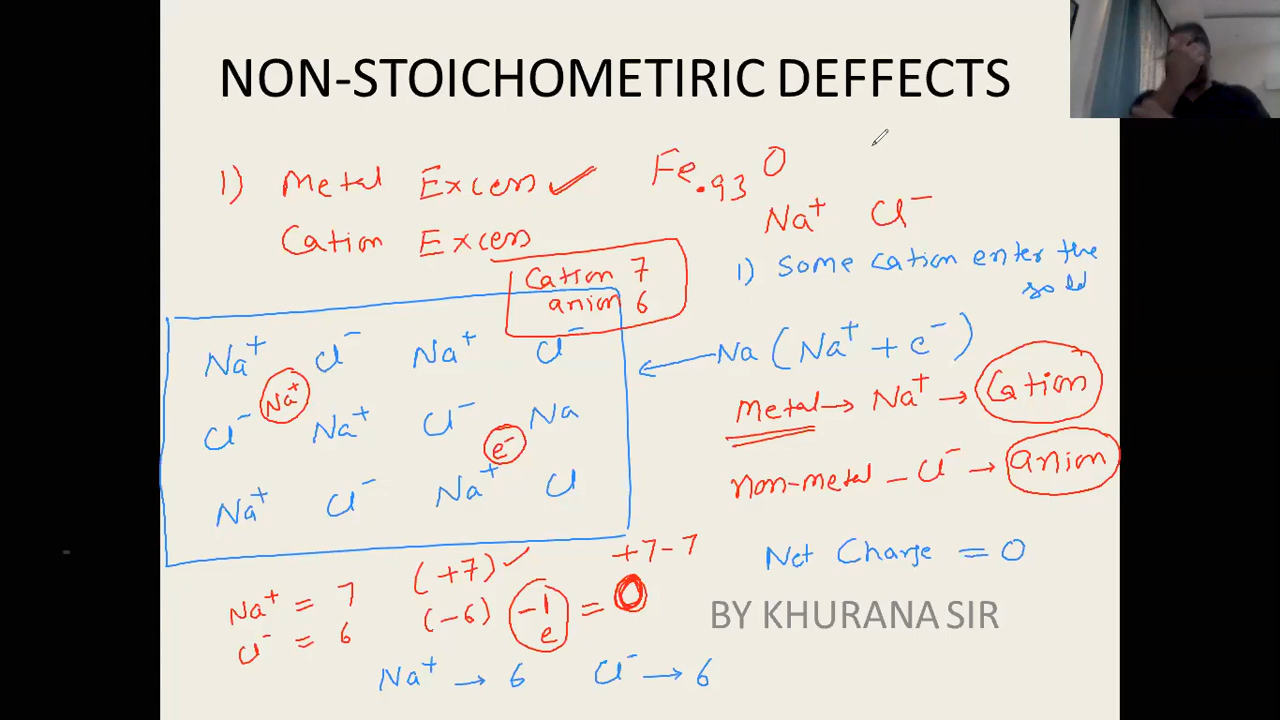 NON-STOICHOMETIRIC DEFFECTS
1) Metal Excess ✓ Fe.93 O
Na+ Cl−
Cation Excess
1) Some cation enter the
Cation 7
anion 6
Na+ Cl− Na+ Cl−
Na (Na+ + e−)
Na+
Metal → Na+ → Cation
Cl− Na+ Cl− Na
e−
non-metal – Cl− → anion
Na+ Cl− Na+ Cl
Net Charge = 0
+7-7
Na+ = 7 (+7) ✓
Cl− = 6 (-6) -1 e = 0
BY KHURANA SIR
Na+ → 6 Cl− → 6